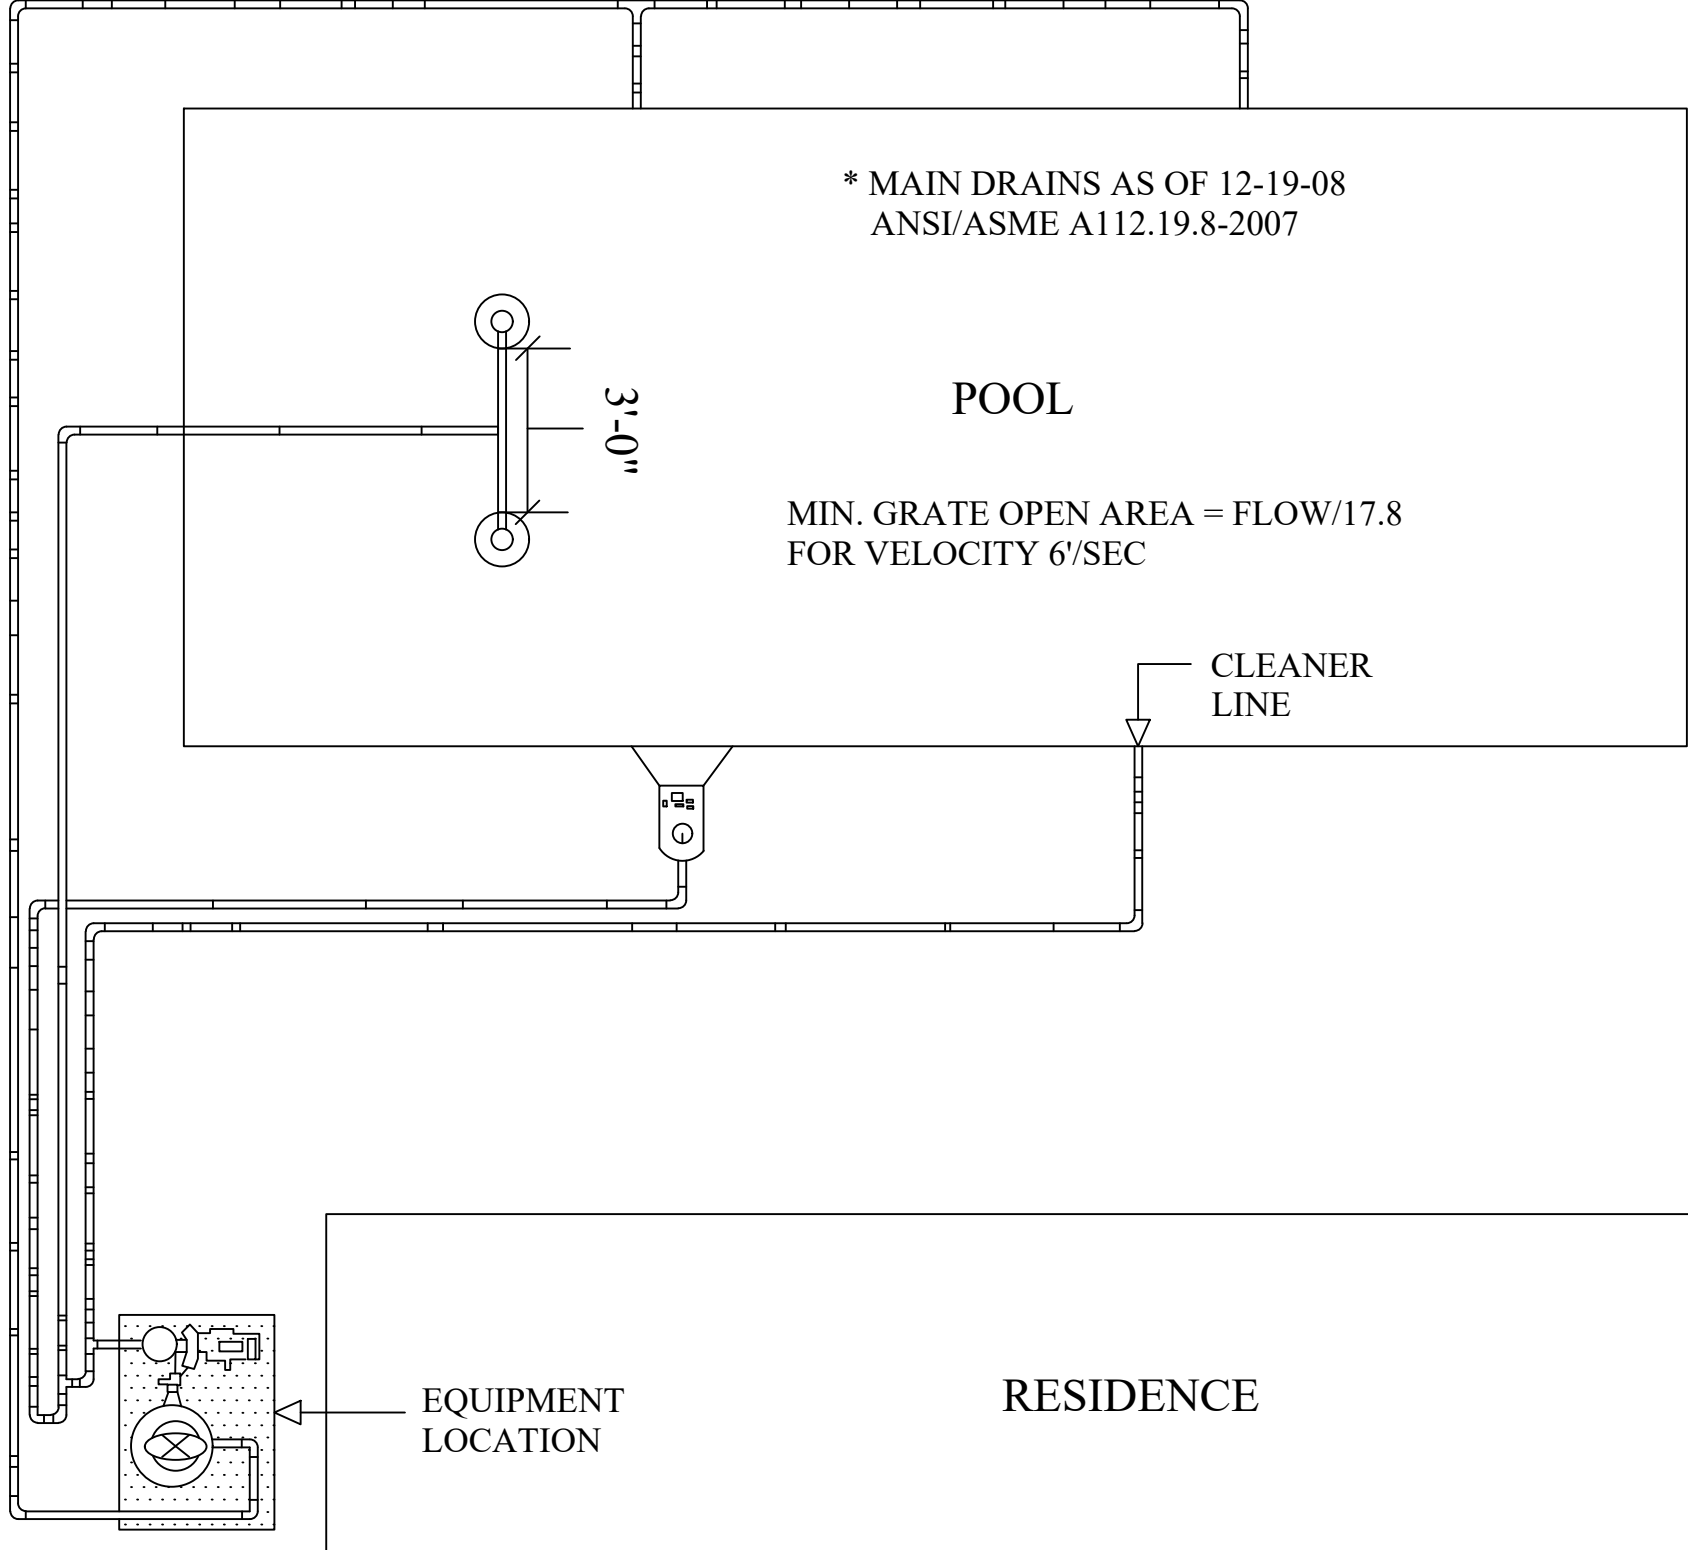 * MAIN DRAINS AS OF 12-19-08
ANSI/ASME A112.19.8-2007
3'-0"
POOL
MIN. GRATE OPEN AREA = FLOW/17.8
FOR VELOCITY 6'/SEC
CLEANER
LINE
EQUIPMENT
LOCATION
RESIDENCE